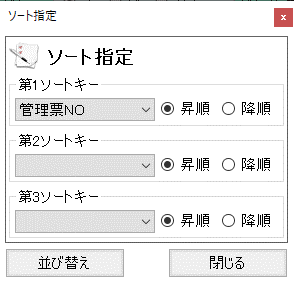 ソート指定
ソート指定
第1ソートキー
管理票NO 昇順 降順
第2ソートキー
昇順 降順
第3ソートキー
昇順 降順
並び替え 閉じる